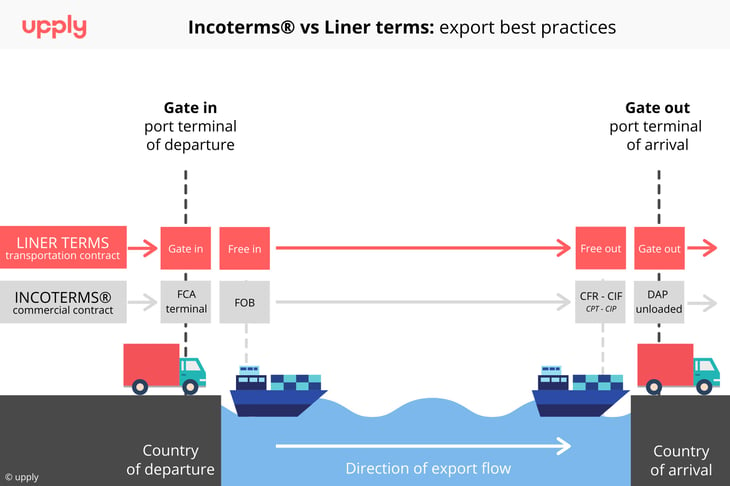 upply
Incoterms® vs Liner terms: export best practices
Gate in
port terminal
of departure
Gate out
port terminal
of arrival
LINER TERMS
transportation contract
Gate in
Free in
Free out
Gate out
INCOTERMS®
commercial contract
FCA
terminal
FOB
CFR - CIF
CPT - CIP
DAP
unloaded
Country
of departure
Direction of export flow
Country
of arrival
© upply